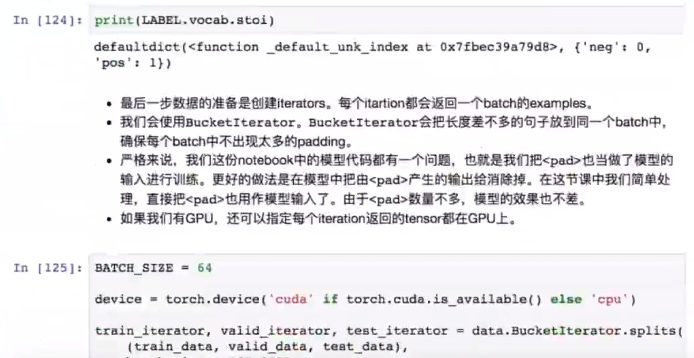 In [124]: print(LABEL.vocab.stoi)
defaultdict(<function _default_unk_index at 0x7fbec39a79d8>, {'neg': 0,
'pos': 1})
• 最后一步数据的准备是创建iterators。每个itartion都会返回一个batch的examples。
• 我们会使用BucketIterator。BucketIterator会把长度差不多的句子放到同一个batch中,
确保每个batch中不出现太多的padding。
• 严格来说，我们这份notebook中的模型代码都有一个问题，也就是我们把<pad>也当做了模型的
输入进行训练。更好的做法是在模型中把由<pad>产生的输出给消除掉。在这节课中我们简单处
理，直接把<pad>也用作模型输入了。由于<pad>数量不多，模型的效果也不差。
• 如果我们有GPU，还可以指定每个iteration返回的tensor都在GPU上。
In [125]: BATCH_SIZE = 64
device = torch.device('cuda' if torch.cuda.is_available() else 'cpu')
train_iterator, valid_iterator, test_iterator = data.BucketIterator.splits(
(train_data, valid_data, test_data),